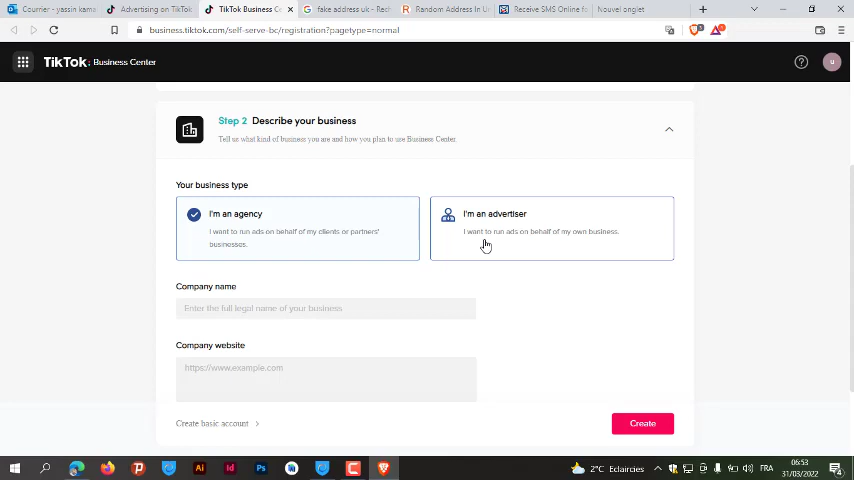 Courrier - yassin kama
Advertising on TikTok
TikTok Business Ce
fake address uk - Rech
Random Address In Un
Receive SMS Online fo
Nouvel onglet
business.tiktok.com/self-serve-bc/registration?pagetype=normal
TikTok: Business Center
u
Step 2 Describe your business
Tell us what kind of business you are and how you plan to use Business Center.
Your business type
I'm an agency
I want to run ads on behalf of my clients or partners'
businesses.
I'm an advertiser
I want to run ads on behalf of my own business.
Company name
Enter the full legal name of your business
Company website
https://www.example.com
Create basic account
Create
Ai
Id
Ps
2°C Eclaircies
FRA
06:53
31/03/2022
4